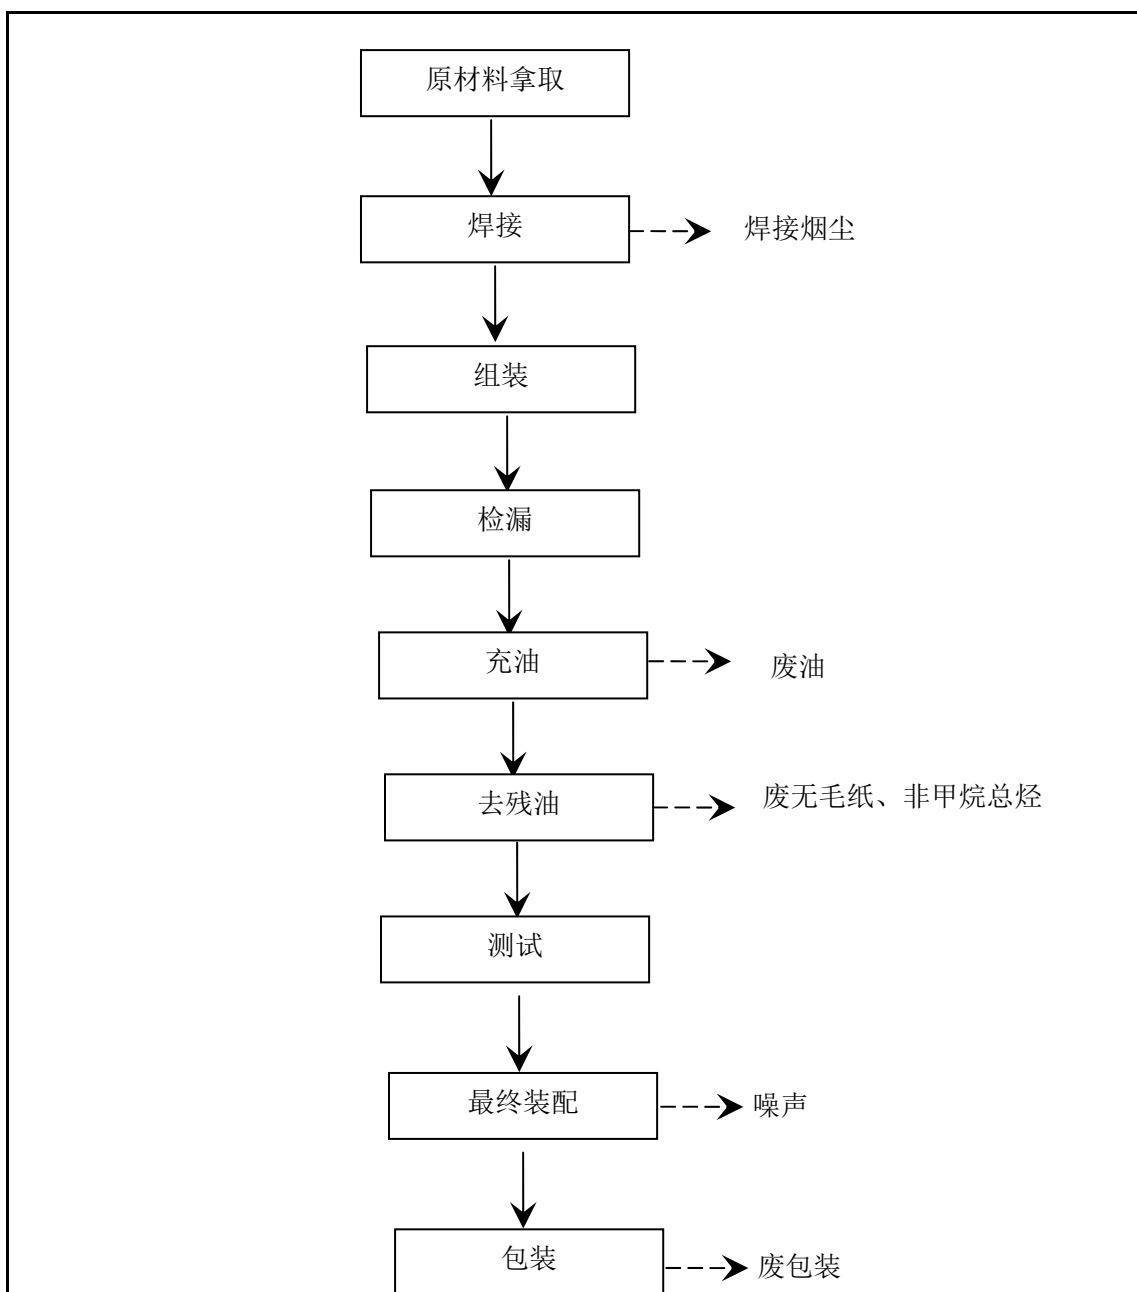 原材料拿取
焊接
焊接烟尘
组装
检漏
充油
废油
去残油
废无毛纸、非甲烷总烃
测试
最终装配
噪声
包装
废包装